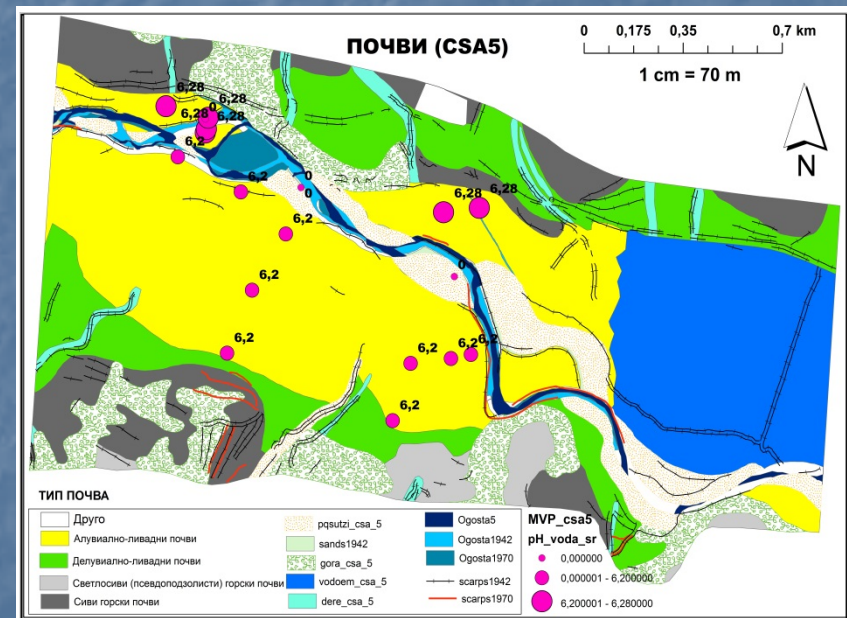 ПОЧВИ (CSA5)
0 0,175 0,35 0,7 km
1 cm = 70 m
N
6,28
6,28
0
6,28
6,28
6,2
6,2
0
0
6,2
6,28
6,28
6,2
0
6,2
6,2
6,2
6,2
6,2
ТИП ПОЧВА
Друго
Алувиално-ливадни почви
Делувиално-ливадни почви
Светлосиви (псевдоподзолисти) горски почви
Сиви горски почви
pqsutzi_csa_5
sands1942
gora_csa_5
vodoem_csa_5
dere_csa_5
Ogosta5
Ogosta1942
Ogosta1970
scarps1942
scarps1970
MVP_csa5
pH_voda_sr
0,000000
0,000001 - 6,200000
6,200001 - 6,280000